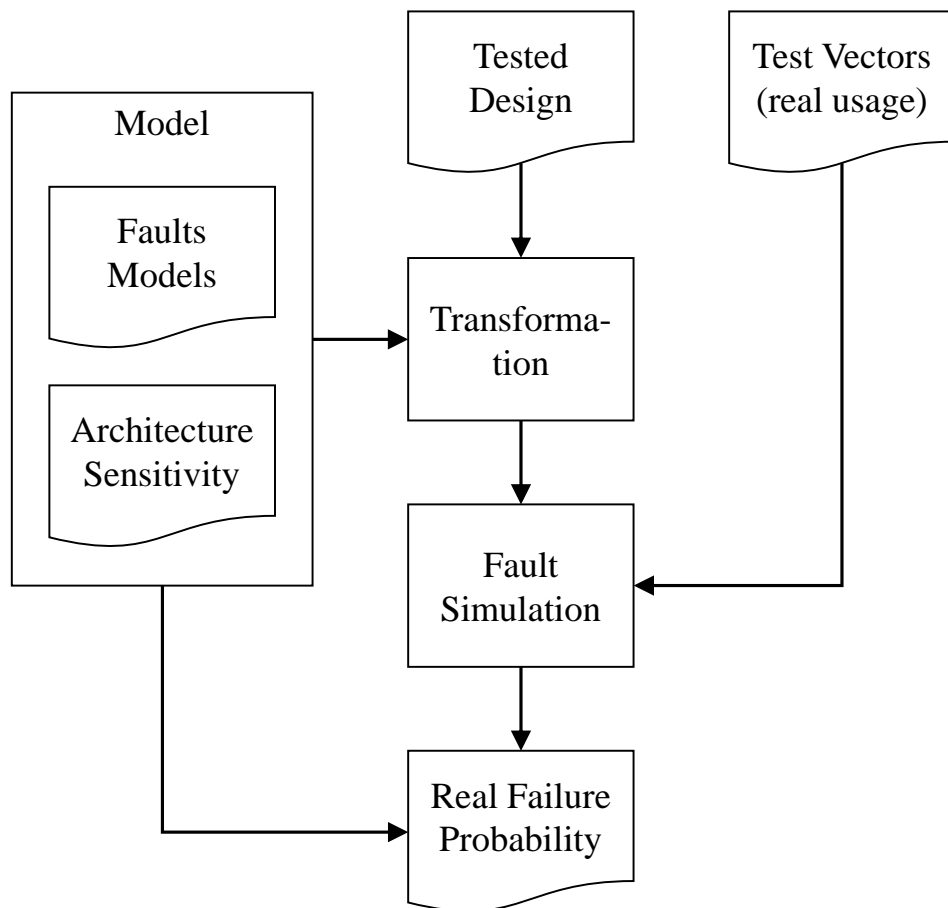 Tested
Design
Test Vectors
(real usage)
Model
Faults
Models
Transforma-
tion
Architecture
Sensitivity
Fault
Simulation
Real Failure
Probability